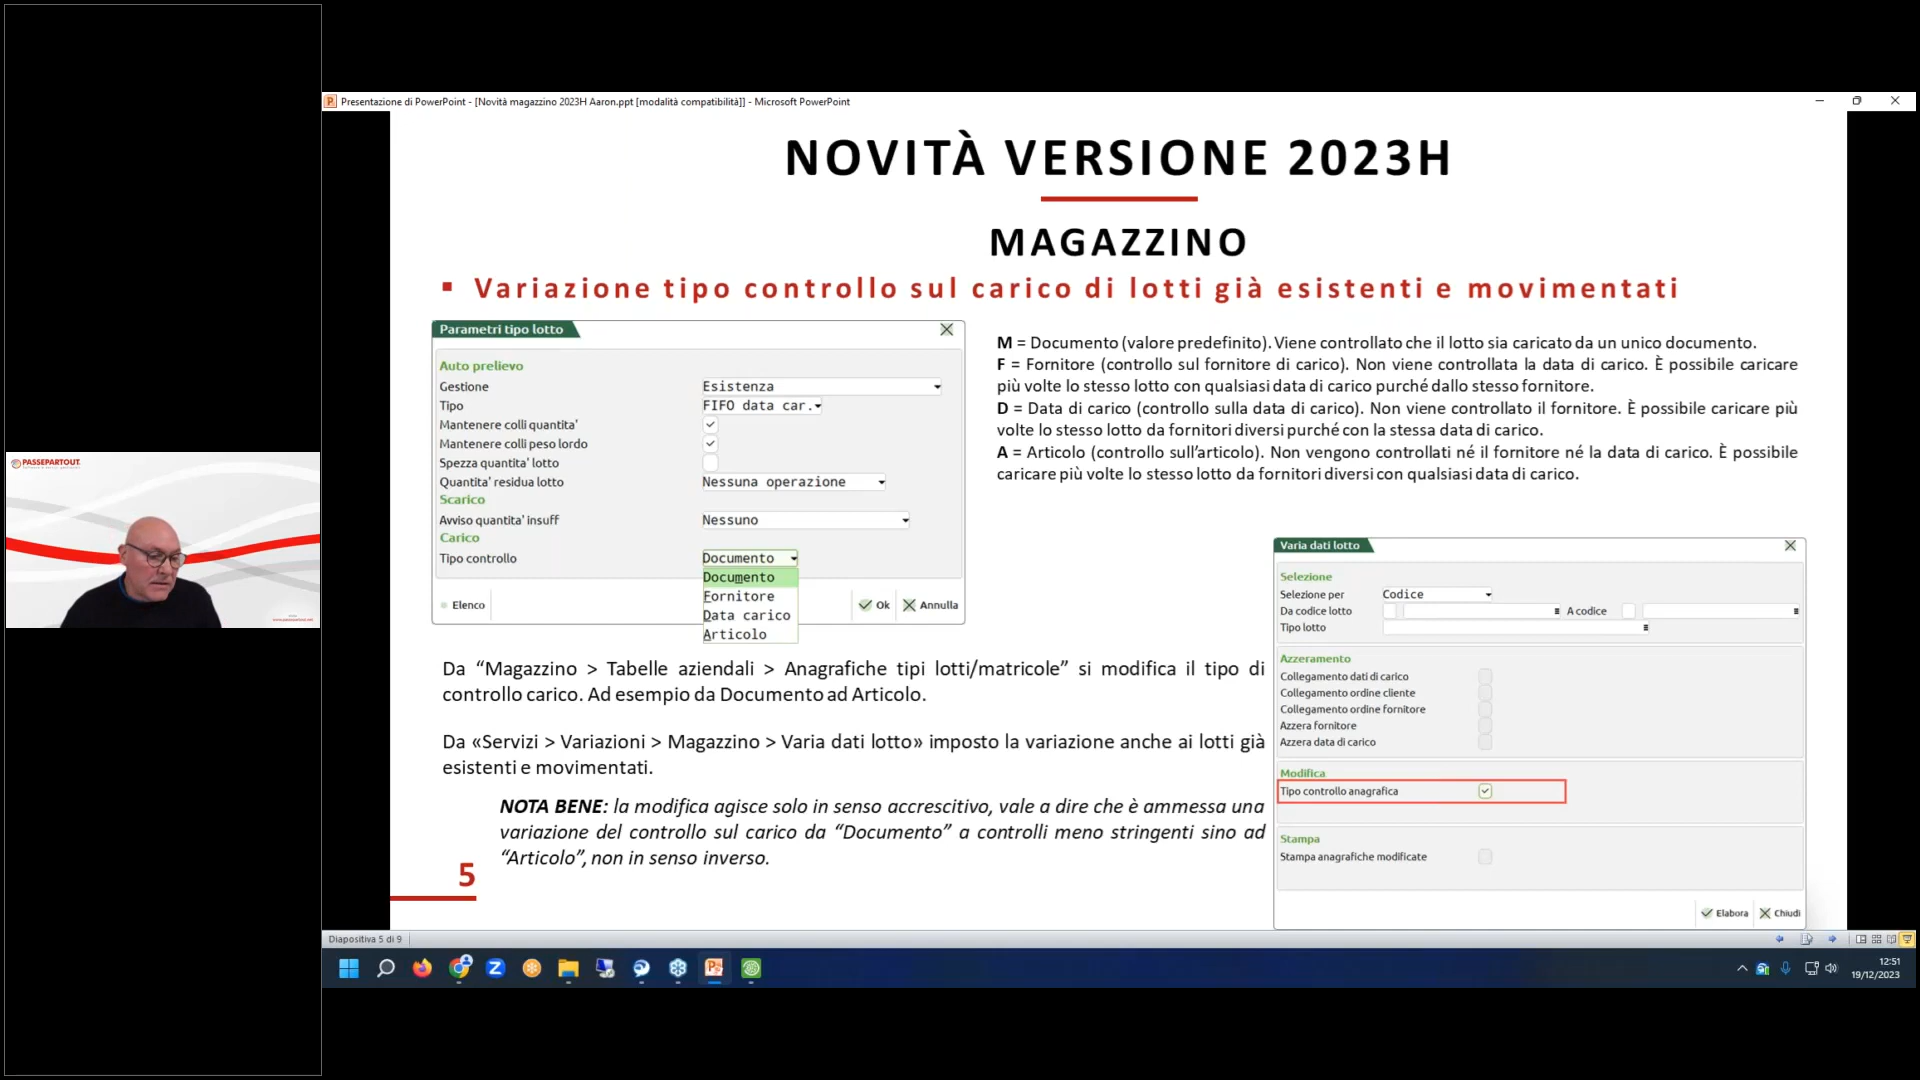 Presentazione di PowerPoint - [Novità magazzino 2023H Aaron.ppt [modalità compatibilità]] - Microsoft PowerPoint
NOVITÀ VERSIONE 2023H
MAGAZZINO
▪ Variazione tipo controllo sul carico di lotti già esistenti e movimentati
Parametri tipo lotto
Auto prelievo
Gestione Esistenza
Tipo FIFO data car.
Mantenere colli quantita'
Mantenere colli peso lordo
Spezza quantita' lotto
Quantita' residua lotto Nessuna operazione
Scarico
Avviso quantita' insuff Nessuno
Carico
Tipo controllo Documento
Documento
Fornitore
Data carico
Articolo
Elenco Ok Annulla
M = Documento (valore predefinito). Viene controllato che il lotto sia caricato da un unico documento.
F = Fornitore (controllo sul fornitore di carico). Non viene controllata la data di carico. È possibile caricare
più volte lo stesso lotto con qualsiasi data di carico purché dallo stesso fornitore.
D = Data di carico (controllo sulla data di carico). Non viene controllato il fornitore. È possibile caricare più
volte lo stesso lotto da fornitori diversi purché con la stessa data di carico.
A = Articolo (controllo sull'articolo). Non vengono controllati né il fornitore né la data di carico. È possibile
caricare più volte lo stesso lotto da fornitori diversi con qualsiasi data di carico.
Da “Magazzino > Tabelle aziendali > Anagrafiche tipi lotti/matricole” si modifica il tipo di
controllo carico. Ad esempio da Documento ad Articolo.
Da «Servizi > Variazioni > Magazzino > Varia dati lotto» imposto la variazione anche ai lotti già
esistenti e movimentati.
NOTA BENE: la modifica agisce solo in senso accrescitivo, vale a dire che è ammessa una
variazione del controllo sul carico da “Documento” a controlli meno stringenti sino ad
“Articolo”, non in senso inverso.
5
Varia dati lotto
Selezione
Selezione per Codice
Da codice lotto A codice
Tipo lotto
Azzeramento
Collegamento dati di carico
Collegamento ordine cliente
Collegamento ordine fornitore
Azzera fornitore
Azzera data di carico
Modifica
Tipo controllo anagrafica
Stampa
Stampa anagrafiche modificate
Elabora Chiudi
PASSEPARTOUT
Diapositiva 5 di 9
12:51
19/12/2023